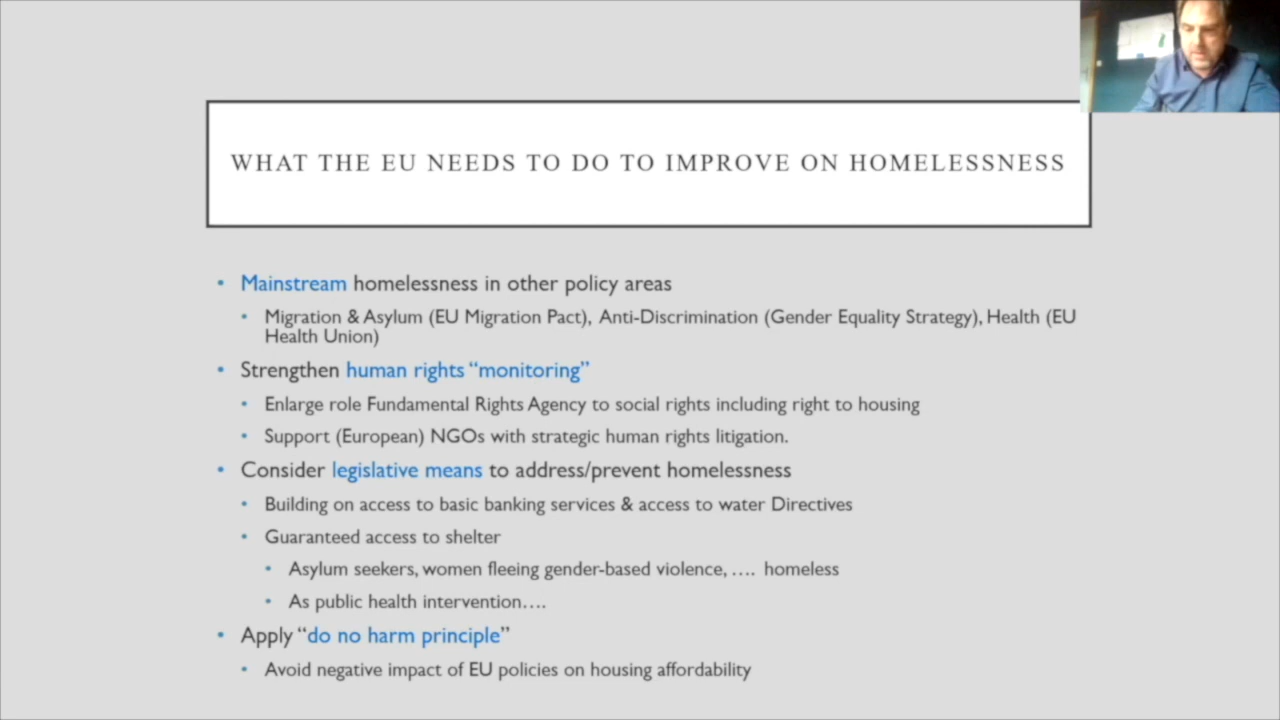 WHAT THE EU NEEDS TO DO TO IMPROVE ON HOMELESSNESS
• Mainstream homelessness in other policy areas
• Migration & Asylum (EU Migration Pact), Anti-Discrimination (Gender Equality Strategy), Health (EU
Health Union)
• Strengthen human rights “monitoring”
• Enlarge role Fundamental Rights Agency to social rights including right to housing
• Support (European) NGOs with strategic human rights litigation.
• Consider legislative means to address/prevent homelessness
• Building on access to basic banking services & access to water Directives
• Guaranteed access to shelter
• Asylum seekers, women fleeing gender-based violence, …. homeless
• As public health intervention….
• Apply “do no harm principle”
• Avoid negative impact of EU policies on housing affordability